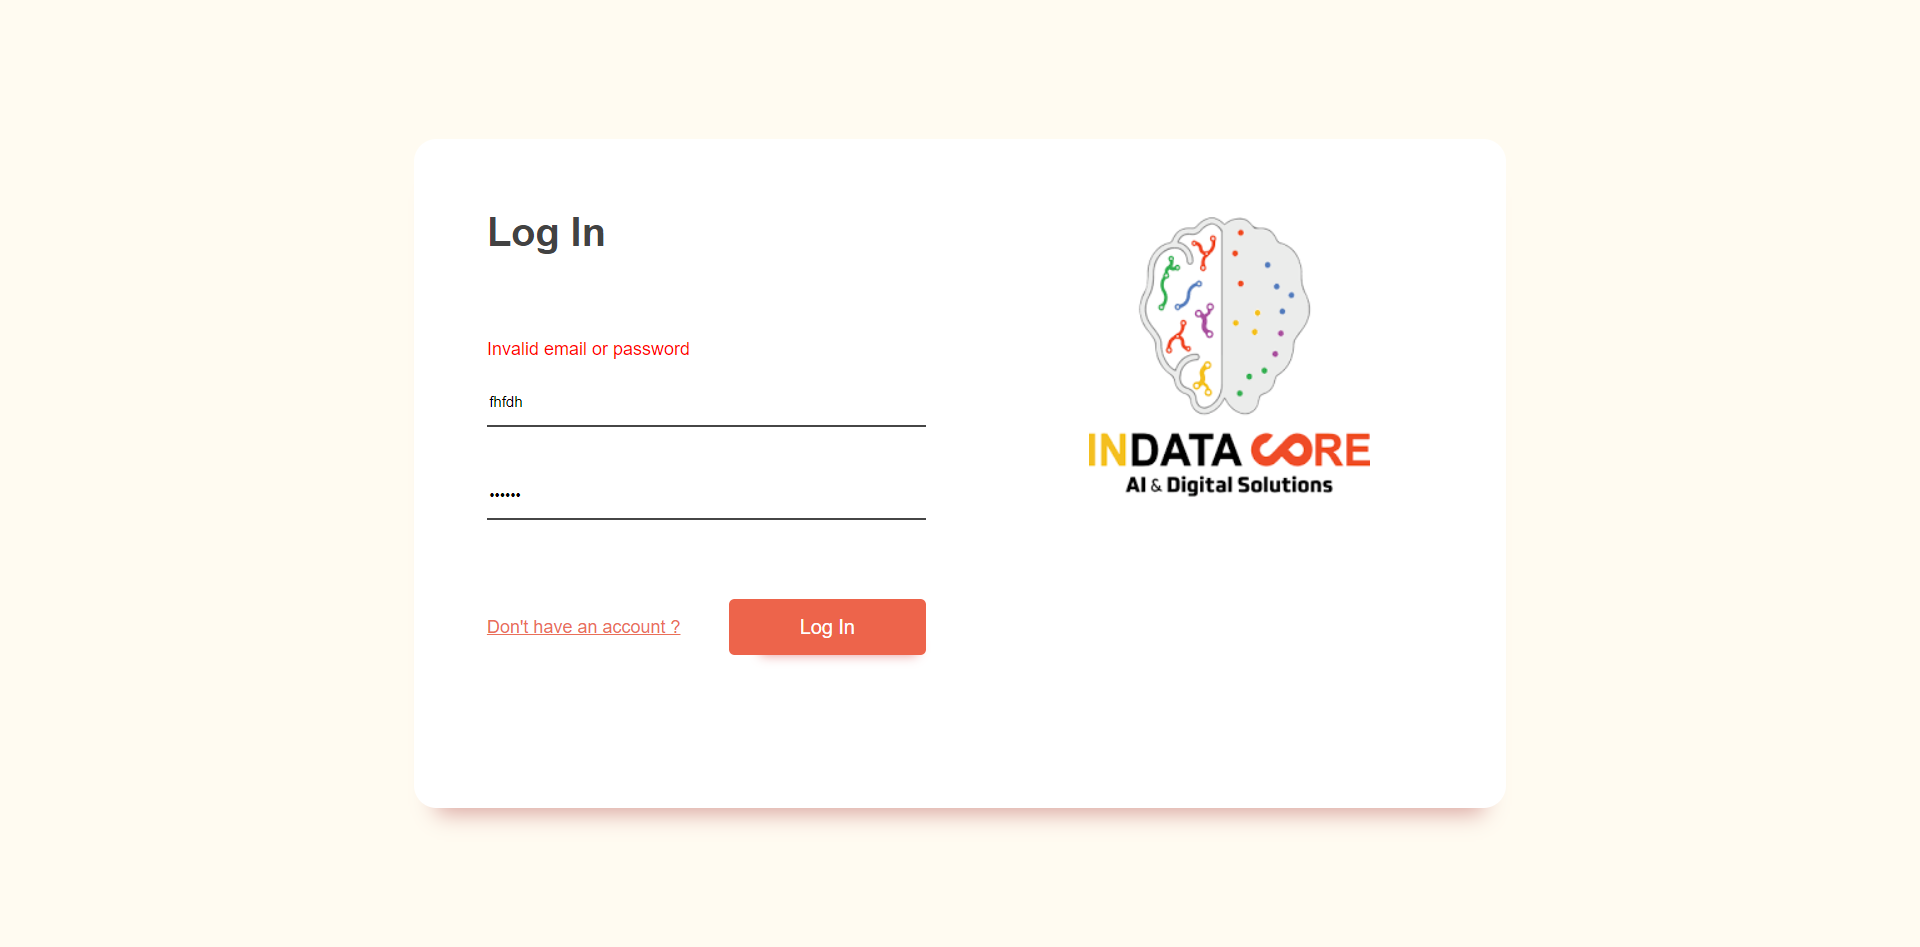 Log In
Invalid email or password
fhfdh
••••••
Don't have an account ?
Log In
INDATA CORE
AI & Digital Solutions